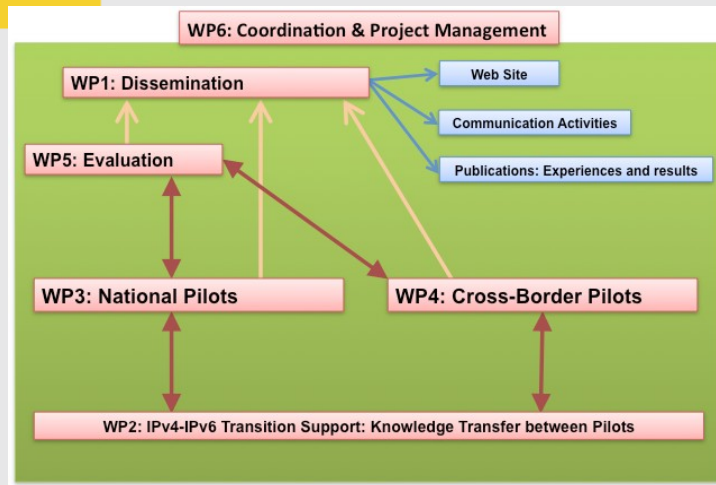 WP6: Coordination & Project Management
WP1: Dissemination
Web Site
Communication Activities
WP5: Evaluation
Publications: Experiences and results
WP3: National Pilots
WP4: Cross-Border Pilots
WP2: IPv4-IPv6 Transition Support: Knowledge Transfer between Pilots